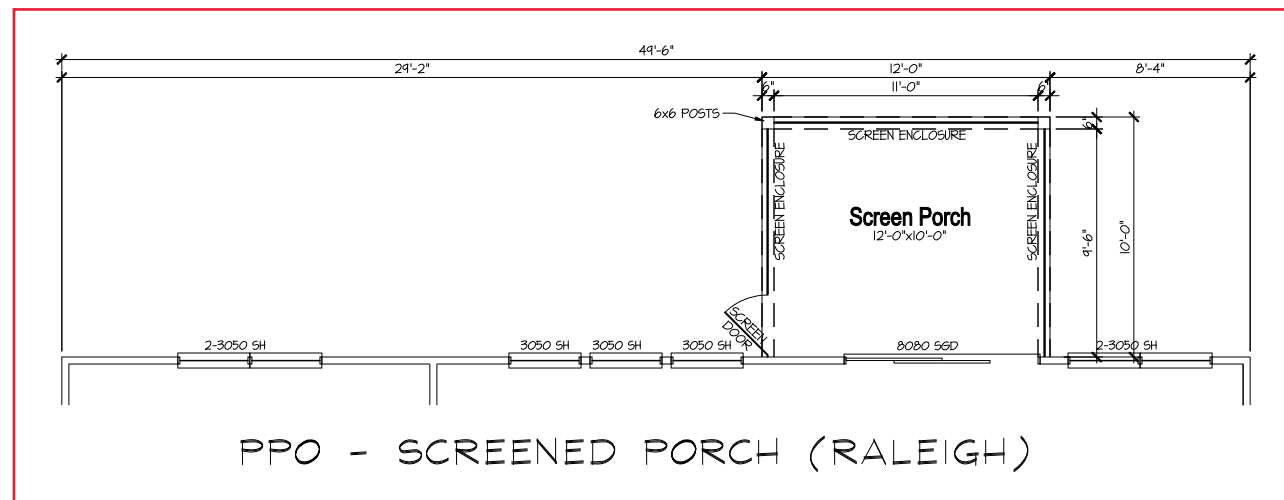 49'-6"
29'-2"
12'-0"
8'-4"
6"
11'-0"
6"
6x6 POSTS
SCREEN ENCLOSURE
6"
SCREEN ENCLOSURE
SCREEN ENCLOSURE
Screen Porch
12'-0"x10'-0"
9'-6"
10'-0"
SCREEN
DOOR
2-3050 SH
3050 SH
3050 SH
3050 SH
8080 SGD
2-3050 SH
PPO - SCREENED PORCH (RALEIGH)